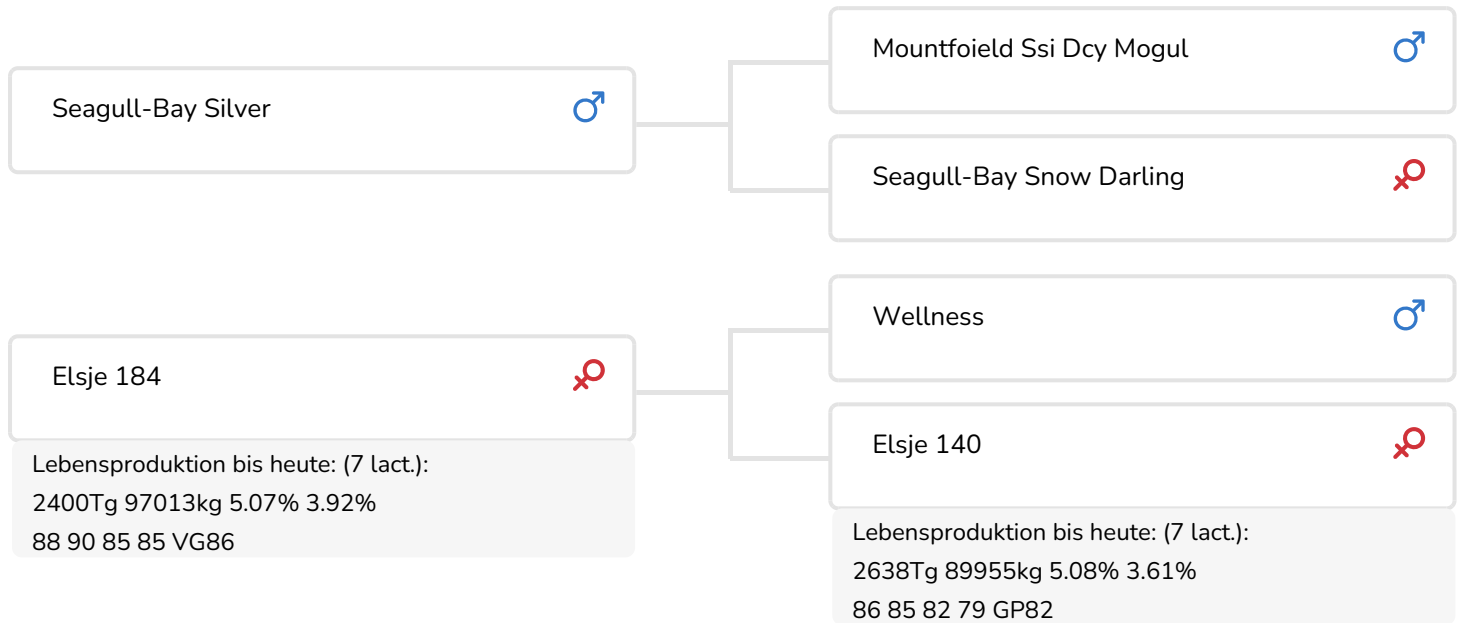 Seagull-Bay Silver
Mountfoield Ssi Dcy Mogul
Seagull-Bay Snow Darling
Elsje 184
Lebensproduktion bis heute: (7 lact.):
2400Tg 97013kg 5.07% 3.92%
88 90 85 85 VG86
Wellness
Elsje 140
Lebensproduktion bis heute: (7 lact.):
2638Tg 89955kg 5.08% 3.61%
86 85 82 79 GP82